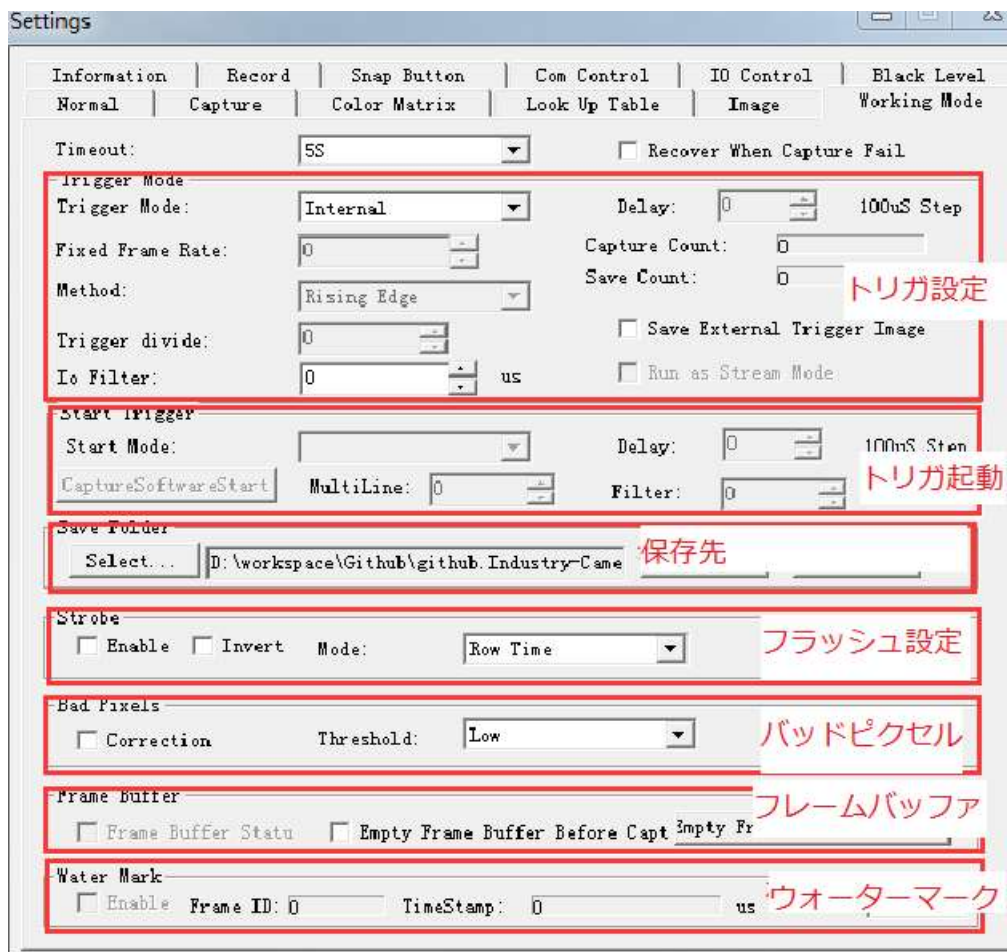 Settings
Information Record Snap Button Com Control IO Control Black Level
Normal Capture Color Matrix Look Up Table Image Working Mode
Timeout: 5S Recover When Capture Fail
Trigger Mode
Trigger Mode: Internal Delay: 0 100uS Step
Fixed Frame Rate: 0 Capture Count: 0
Save Count: 0
トリガ設定
Method: Rising Edge
Trigger divide: 0 Save External Trigger Image
Io Filter: 0 us Run as Stream Mode
Start Trigger
Start Mode: Delay: 0 100uS Step
トリガ起動
CaptureSoftwareStart MultiLine: 0 Filter: 0
Save Folder
保存先
Select... D:\workspace\Github\github.Industry-Came
Strobe
Enable Invert Mode: Row Time
フラッシュ設定
Bad Pixels
Correction Threshold: Low
バッドピクセル
Frame Buffer
フレームバッファ
Frame Buffer Statu Empty Frame Buffer Before Capt Empty Fr
Water Mark
Enable Frame ID: 0 TimeStamp: 0 us
ウォーターマーク